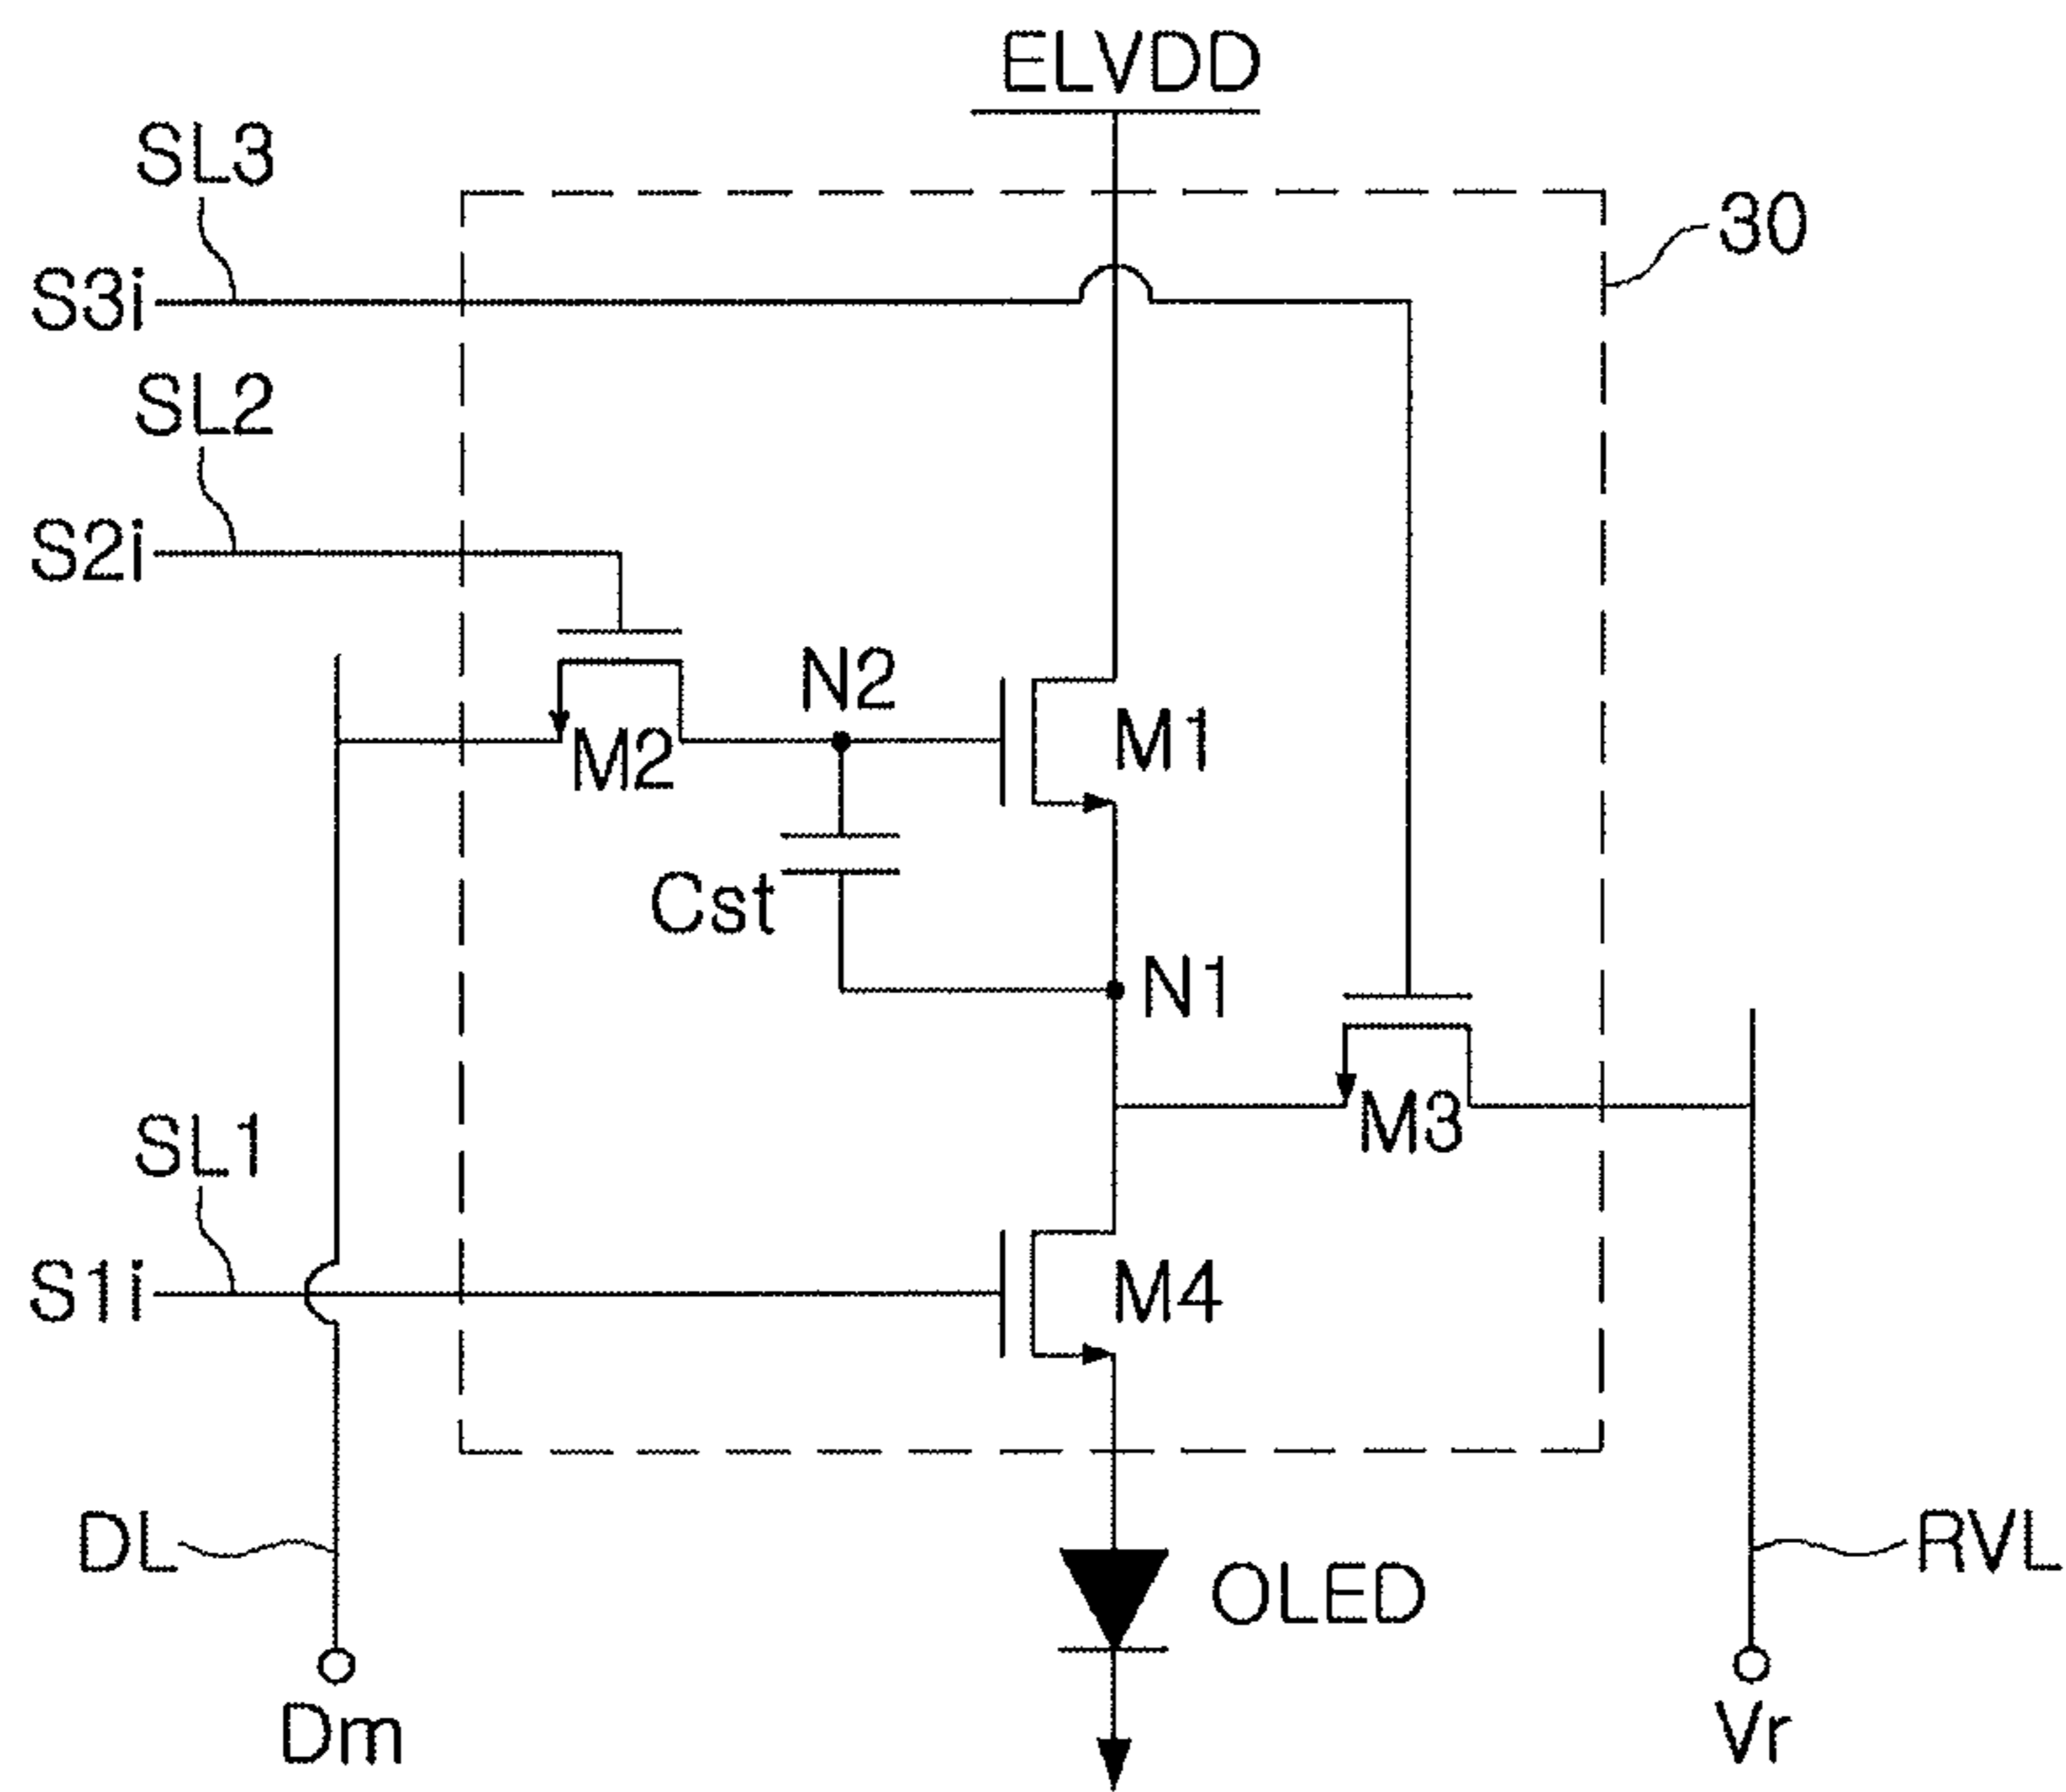 ELVDD
SL3
30
S3i
SL2
S2i
N2
M1
M2
Cst
N1
M3
SL1
S1i
M4
DL
OLED
RVL
Dm
Vr